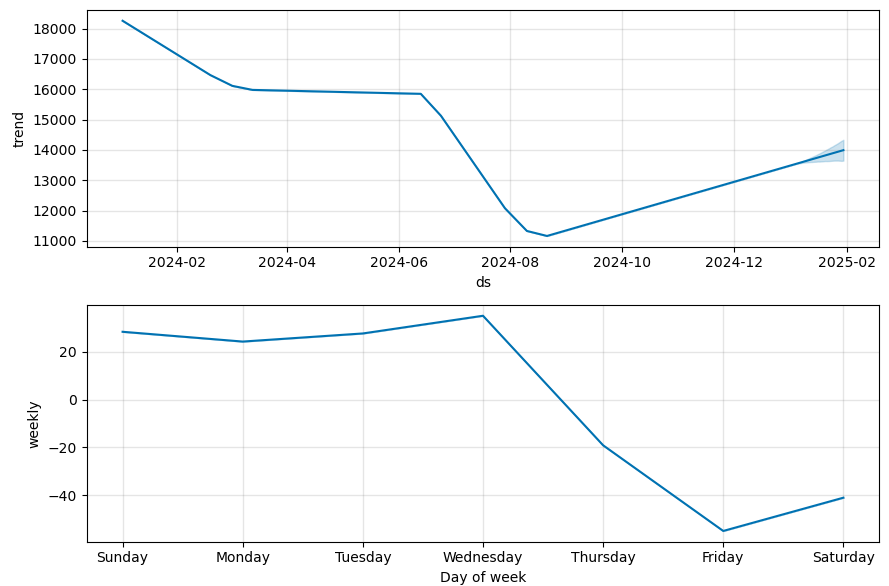 18000
17000
16000
15000
14000
13000
12000
11000
trend
2024-02 2024-04 2024-06 2024-08 2024-10 2024-12 2025-02
ds
20
0
−20
−40
weekly
Sunday Monday Tuesday Wednesday Thursday Friday Saturday
Day of week